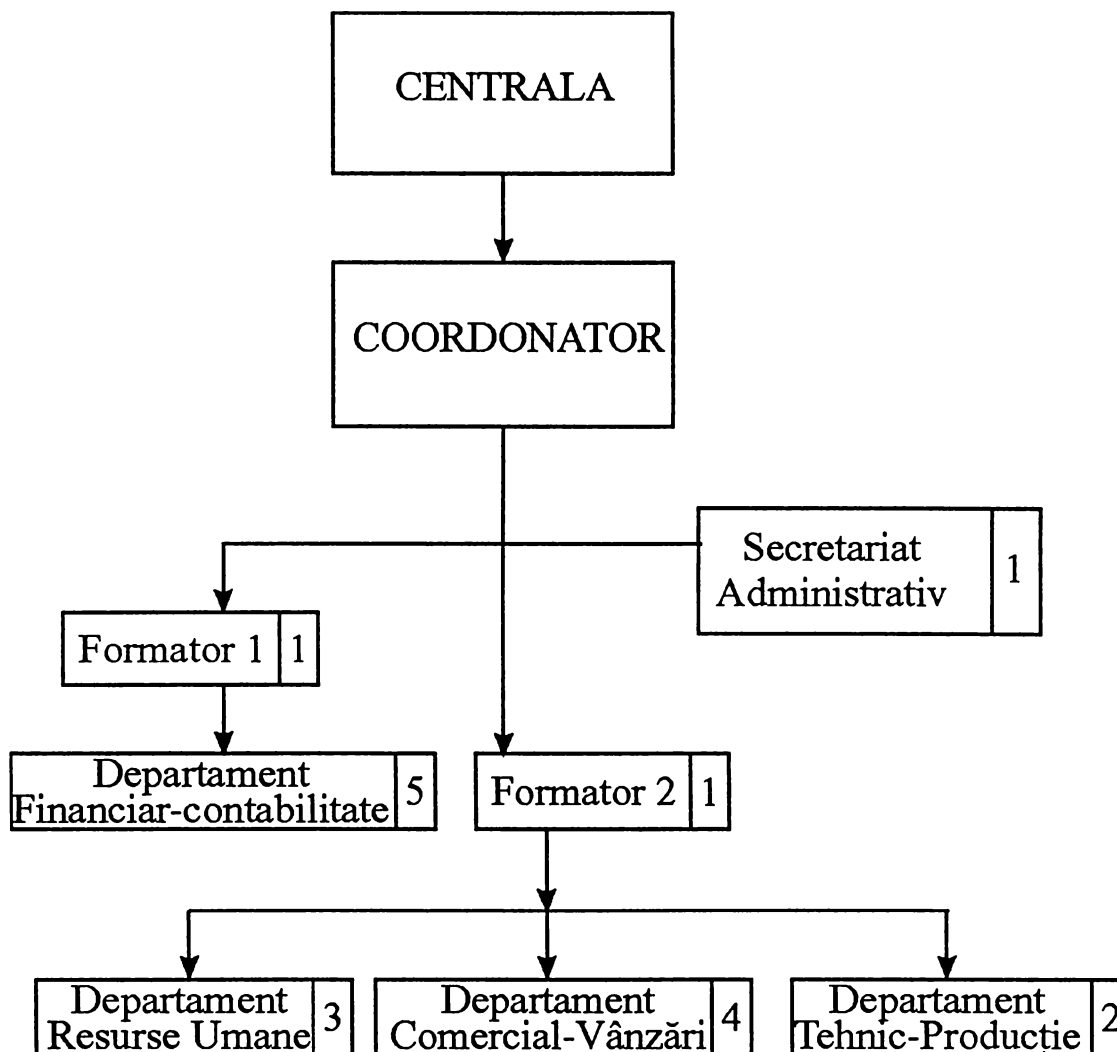 CENTRALA
COORDONATOR
Secretariat
Administrativ
1
Formator 1
1
Departament
Financiar-contabilitate
5
Formator 2
1
Departament
Resurse Umane
3
Departament
Comercial-Vânzări
4
Departament
Tehnic-Producție
2